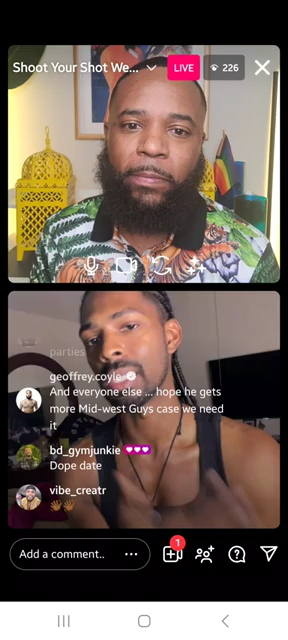 Shoot Your Shot We...
LIVE
226
parties
geoffrey.coyle
And everyone else ... hope he gets
more Mid-west Guys case we need
it
bd_gymjunkie
Dope date
vibe_creatr
👋🏾👋🏾
1
Add a comment..